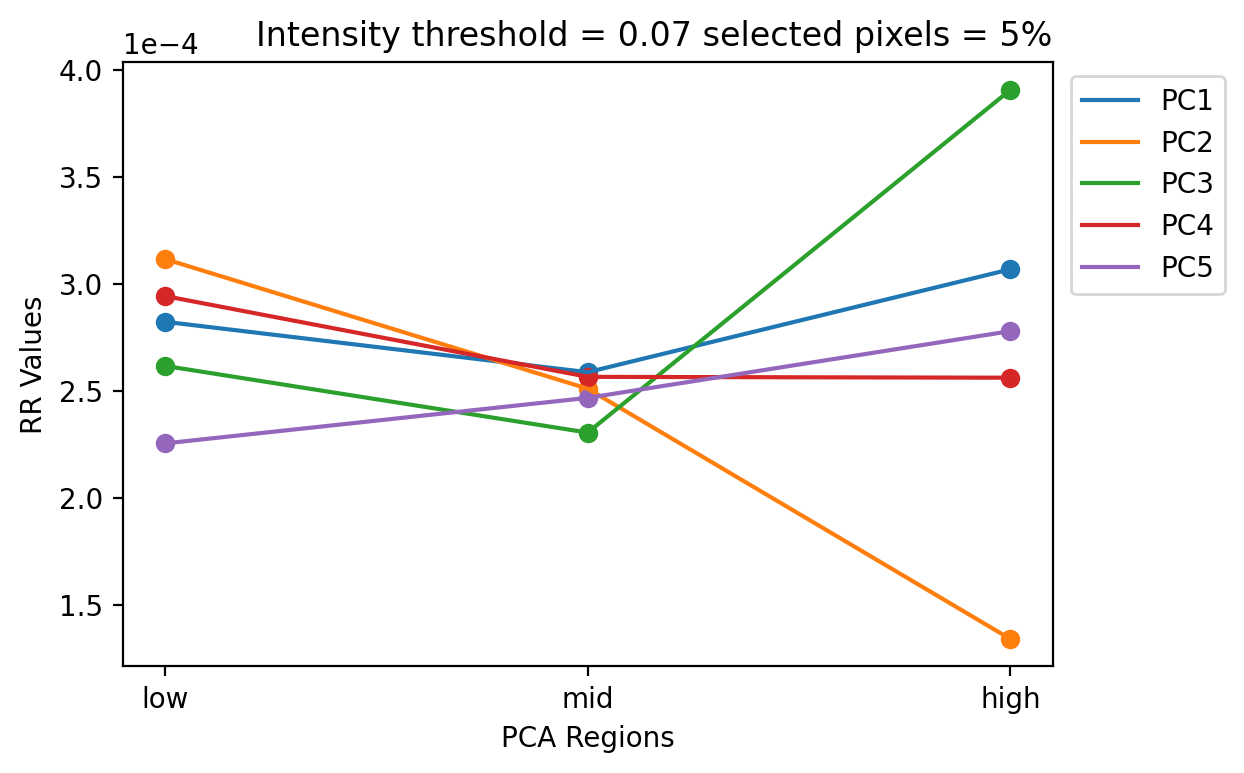 Intensity threshold = 0.07 selected pixels = 5%
1e−4
4.0
3.5
3.0
2.5
2.0
1.5
RR Values
low
mid
high
PCA Regions
PC1
PC2
PC3
PC4
PC5